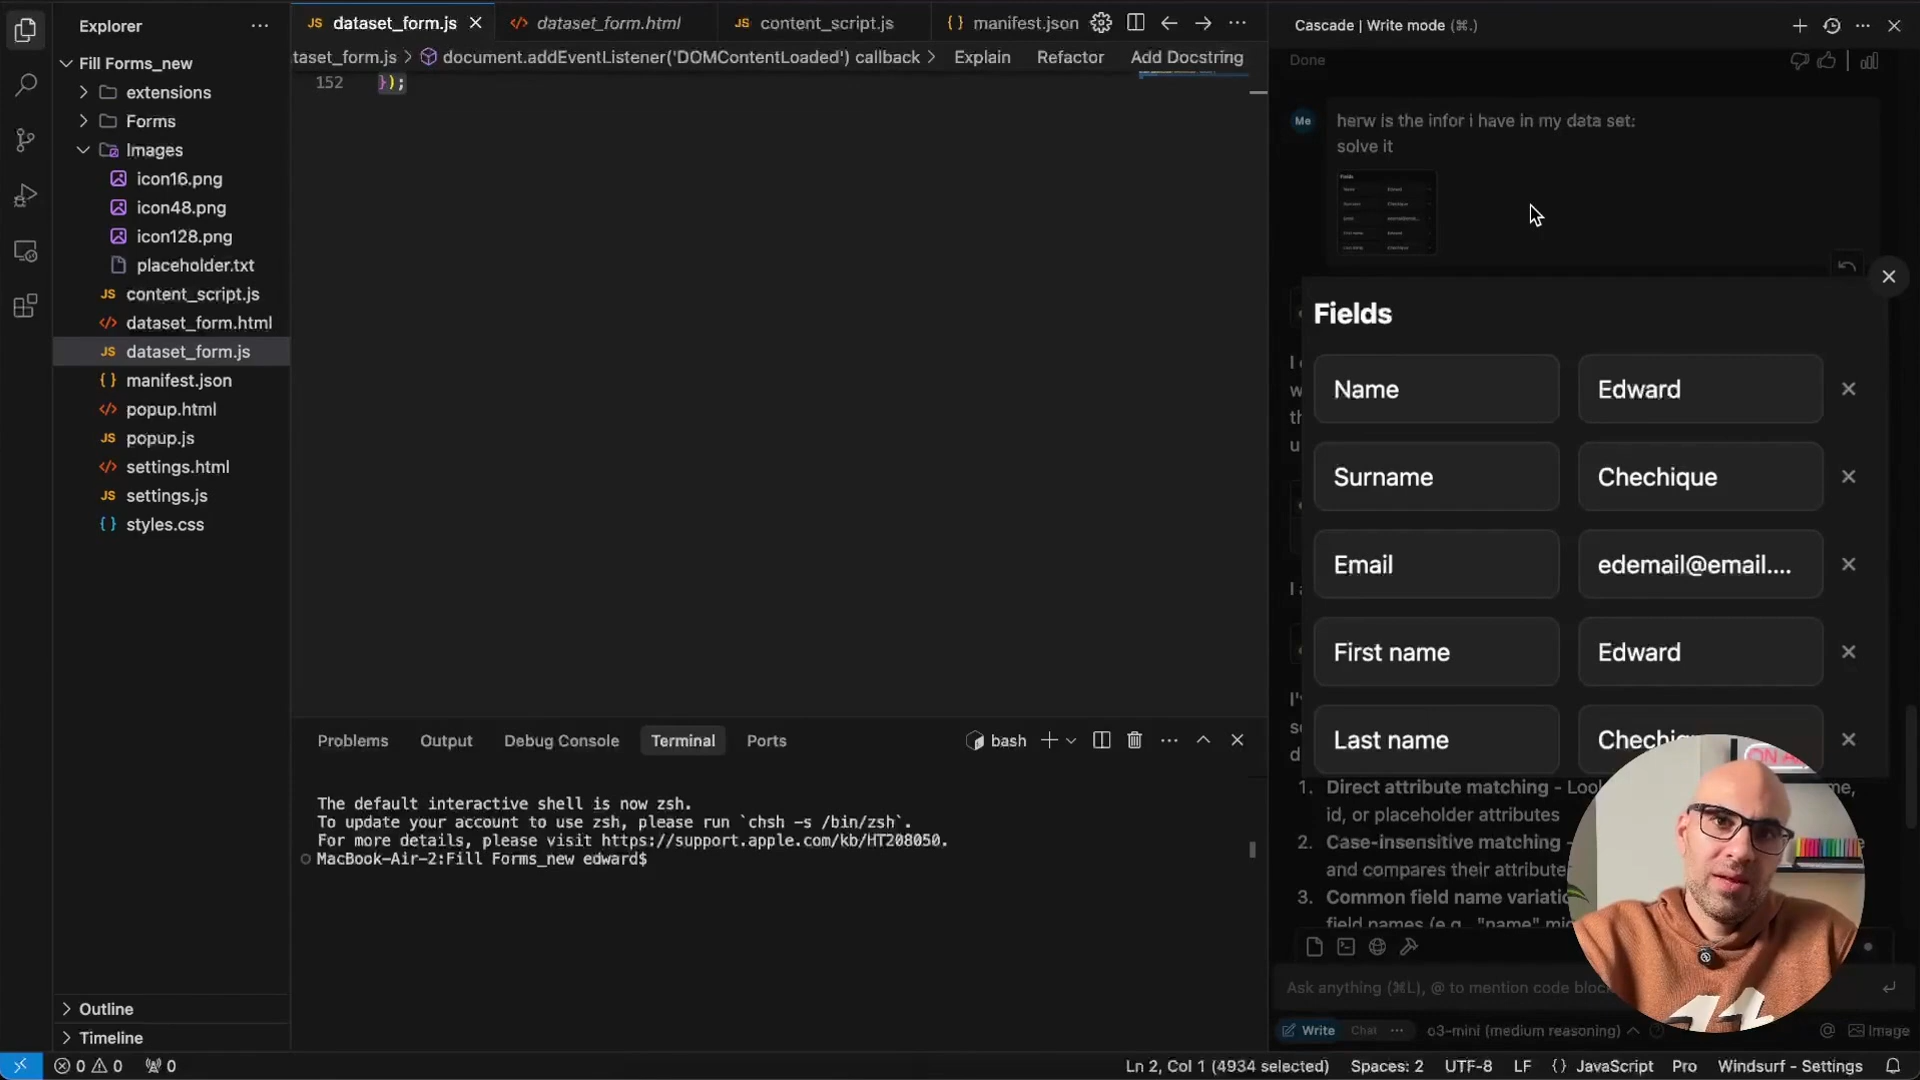 Explorer
Fill Forms_new
extensions
Forms
Images
icon16.png
icon48.png
icon128.png
placeholder.txt
content_script.js
dataset_form.html
dataset_form.js
manifest.json
popup.html
popup.js
settings.html
settings.js
styles.css
Outline
Timeline
dataset_form.js
dataset_form.html
content_script.js
manifest.json
taset_form.js > document.addEventListener('DOMContentLoaded') callback > Explain Refactor Add Docstring
152 });
Problems Output Debug Console Terminal Ports
bash
The default interactive shell is now zsh.
To update your account to use zsh, please run `chsh -s /bin/zsh`.
For more details, please visit https://support.apple.com/kb/HT208050.
MacBook-Air-2:Fill Forms_new edward$
Cascade | Write mode (⌘.)
Done
Me
herw is the infor i have in my data set:
solve it
Fields
Name Edward
Surname Chechique
Email edemail@email....
First name Edward
Last name
1. Direct attribute matching -
id, or placeholder attributes
2. Case-insensitive matching
and compares their
3. Common field name
field names (e.g., "name"
Ask anything (⌘L), @ to mention code
Write Chat ... o3-mini (medium reasoning)
Image
0 0 0
Ln 2, Col 1 (4934 selected) Spaces: 2 UTF-8 LF {} JavaScript Pro Windsurf - Settings